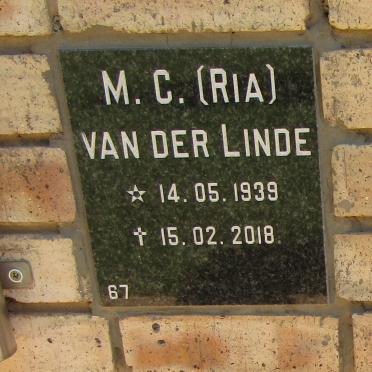 M. C. (RIA)
VAN DER LINDE
☆ 14. 05. 1939
✝ 15. 02. 2018
67